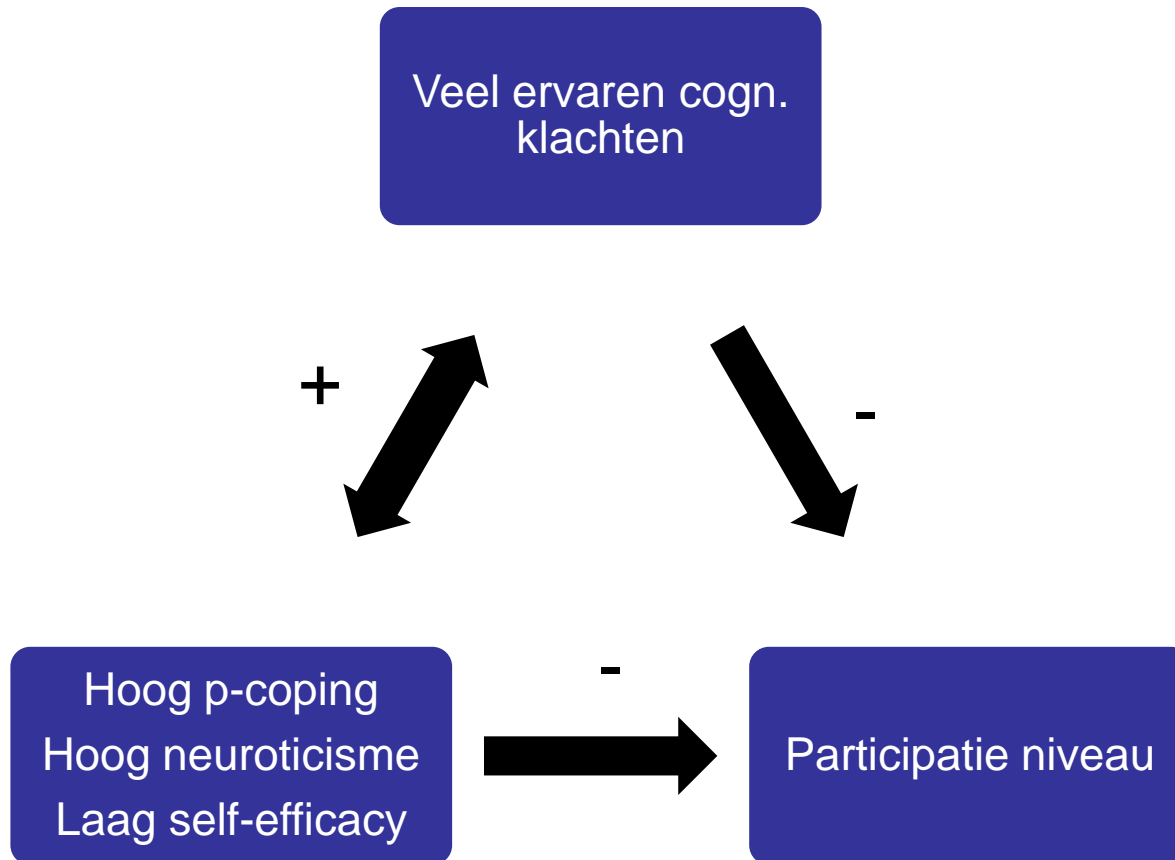 Veel ervaren cogn.
klachten
+
-
-
Hoog p-coping
Hoog neuroticisme
Laag self-efficacy
Participatie niveau